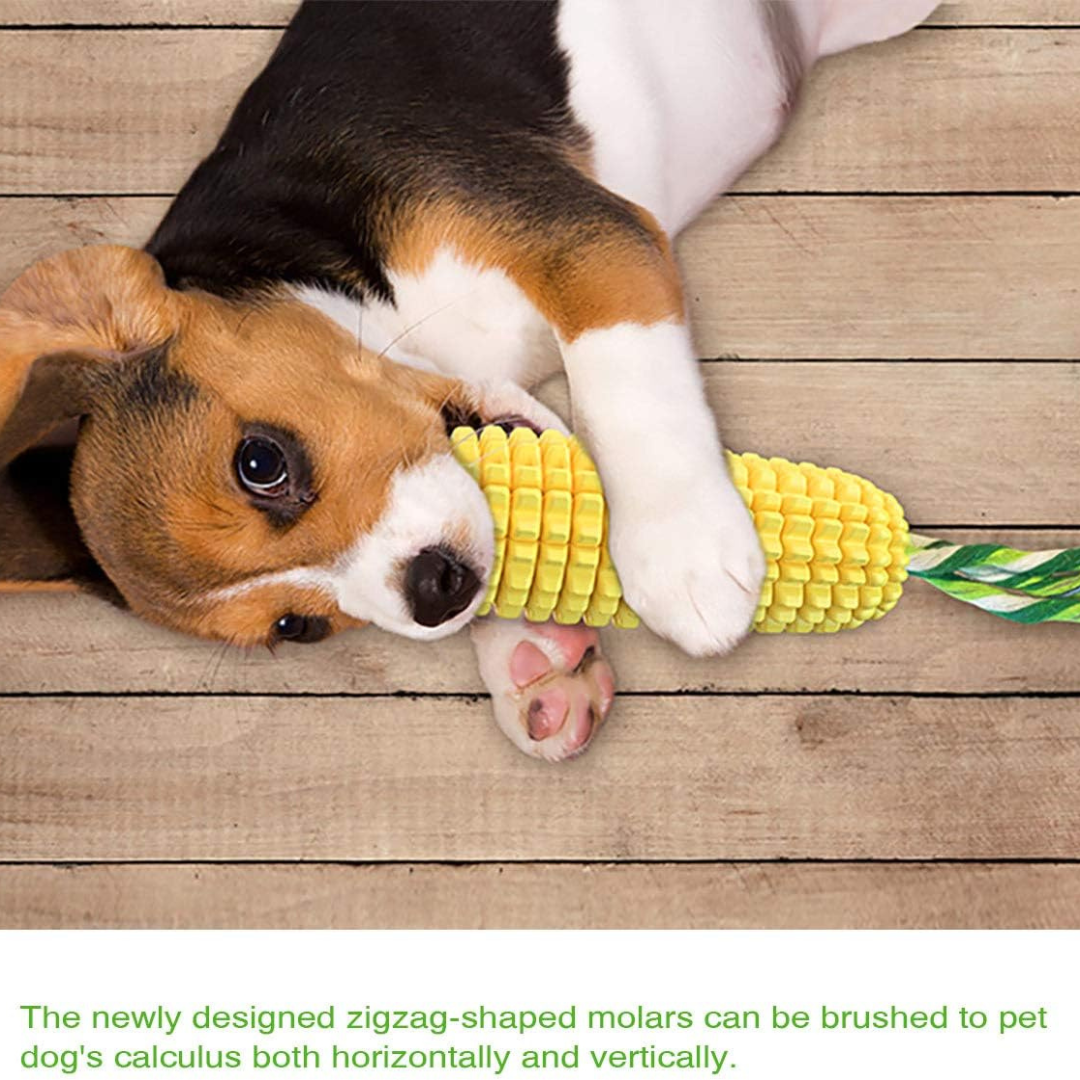 The newly designed zigzag-shaped molars can be brushed to pet
dog's calculus both horizontally and vertically.